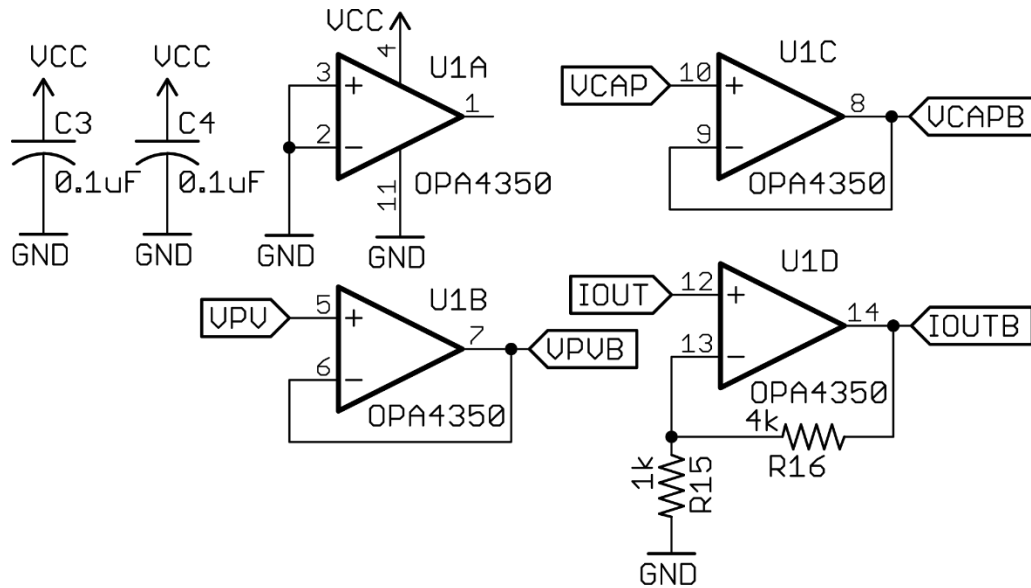 VCC
VCC
VCC
4
U1A
U1C
3
+
1
2
−
C3
C4
0.1uF
0.1uF
OPA4350
11
GND
GND
GND
GND
VCAP
10
+
8
VCAPB
9
−
OPA4350
VPV
5
+
U1B
7
VPVB
6
−
OPA4350
IOUT
12
+
U1D
14
IOUTB
13
−
OPA4350
4k
R16
1k
R15
GND